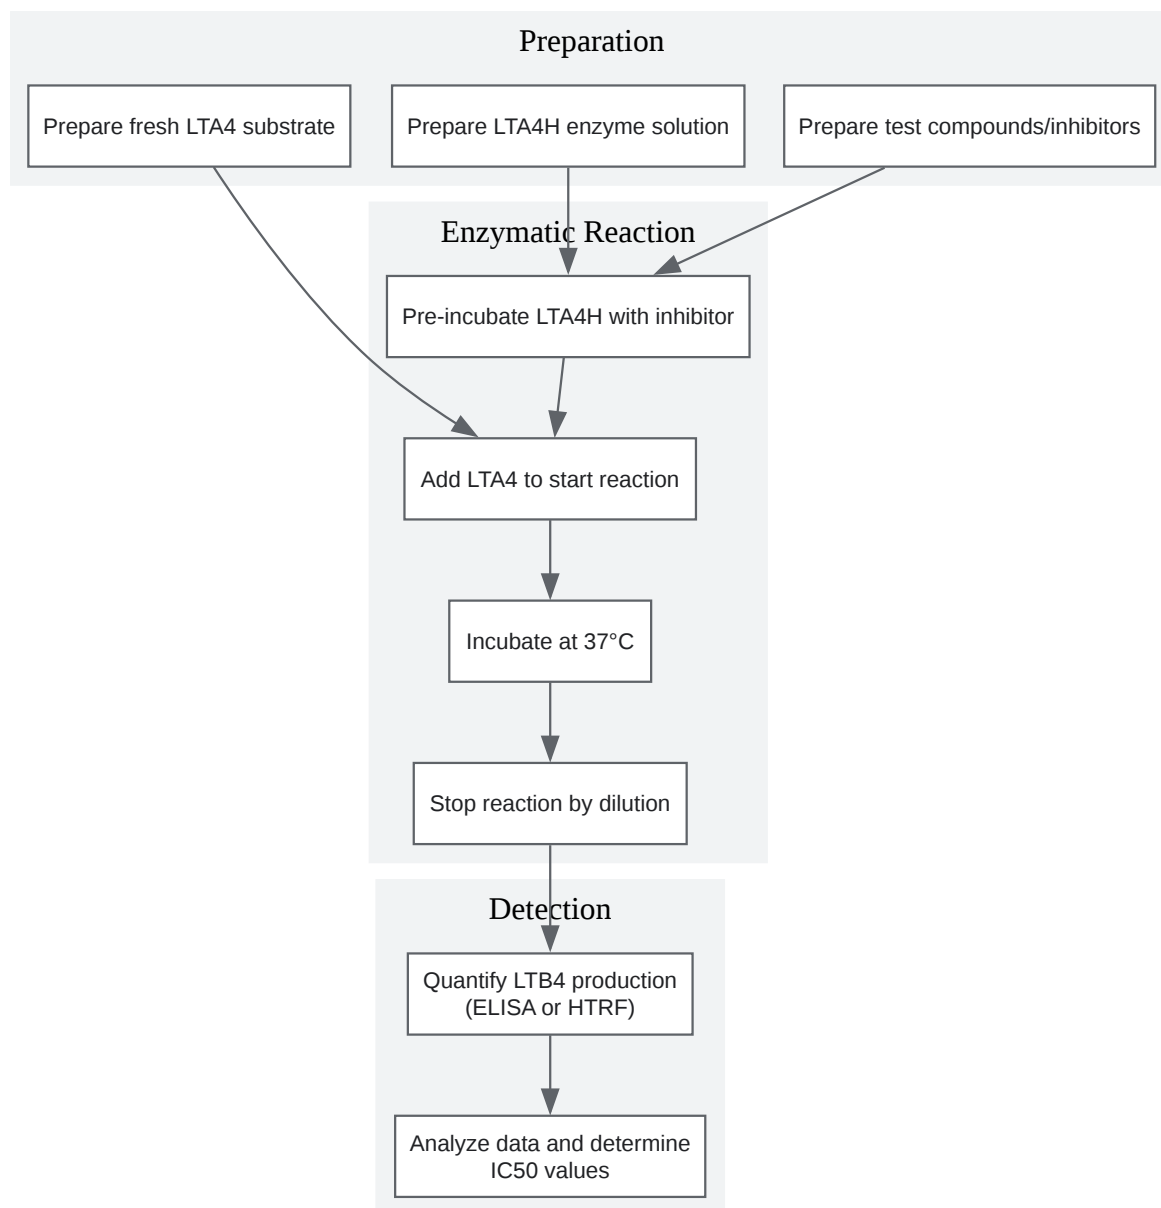 Preparation
Prepare fresh LTA4 substrate
Prepare LTA4H enzyme solution
Prepare test compounds/inhibitors
Enzymatic Reaction
Pre-incubate LTA4H with inhibitor
Add LTA4 to start reaction
Incubate at 37°C
Stop reaction by dilution
Detection
Quantify LTB4 production
(ELISA or HTRF)
Analyze data and determine
IC50 values